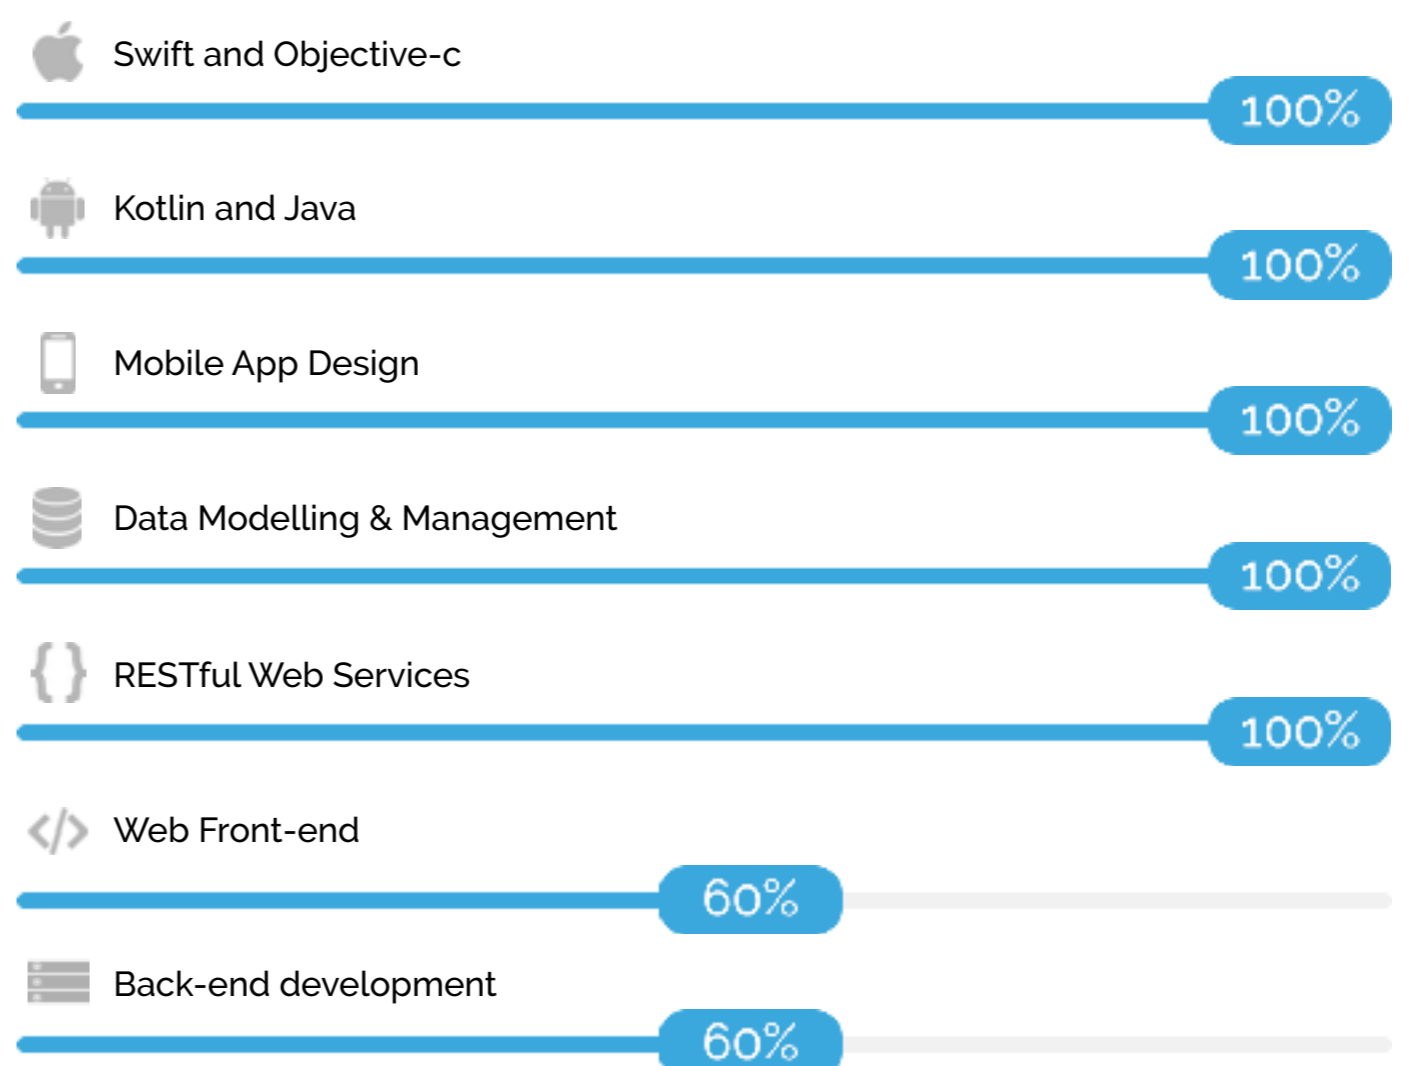 Swift and Objective-c
100%
Kotlin and Java
100%
Mobile App Design
100%
Data Modelling & Management
100%
RESTful Web Services
100%
Web Front-end
60%
Back-end development
60%